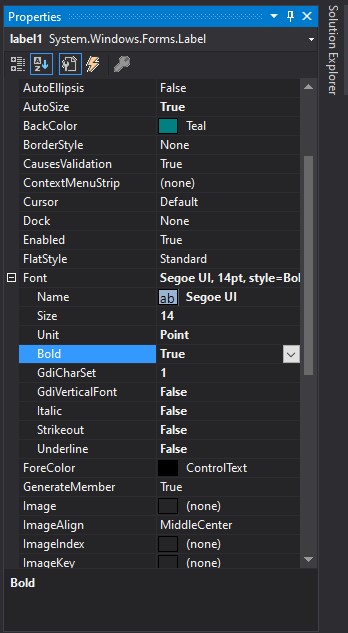 Properties
label1 System.Windows.Forms.Label
AutoEllipsis False
AutoSize True
BackColor Teal
BorderStyle None
CausesValidation True
ContextMenuStrip (none)
Cursor Default
Dock None
Enabled True
FlatStyle Standard
Font Segoe UI, 14pt, style=Bol
Name ab Segoe UI
Size 14
Unit Point
Bold True
GdiCharSet 1
GdiVerticalFont False
Italic False
Strikeout False
Underline False
ForeColor ControlText
GenerateMember True
Image (none)
ImageAlign MiddleCenter
ImageIndex (none)
ImageKey (none)
Bold
Solution Explorer